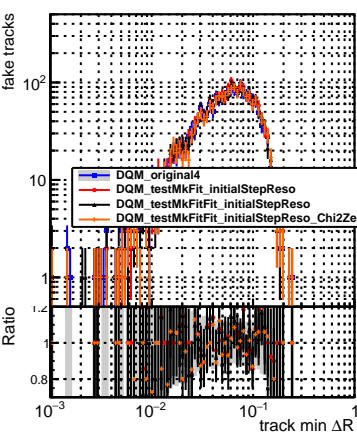 fake tracks
10²
10
1
DQM_original4
DQM_testMkFit_initialStepReso
DQM_testMkFitFit_initialStepReso
DQM_testMkFitFit_initialStepReso_Chi2Ze
Ratio
1.2
1
0.8
10⁻³ 10⁻² 10⁻¹ 1
track min ΔR